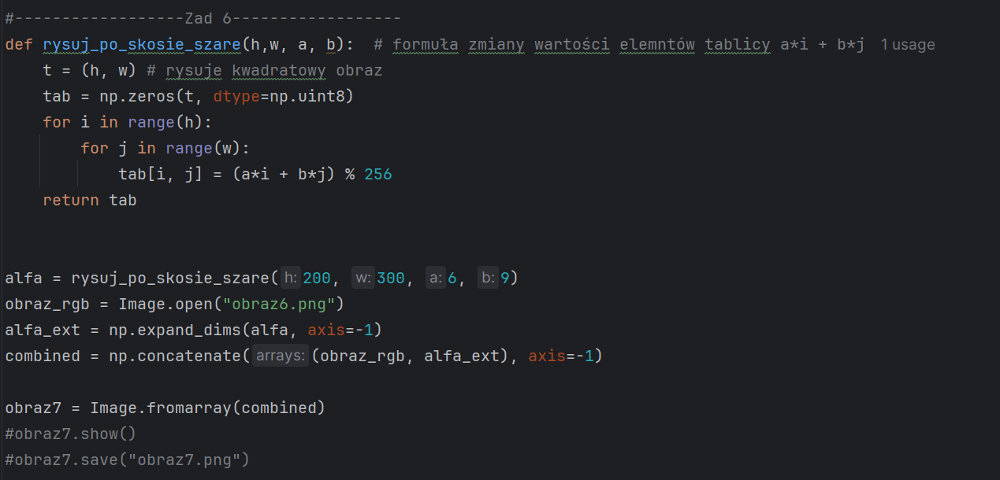 #------------------Zad 6------------------
def rysuj_po_skosie_szare(h,w, a, b):  # formuła zmiany wartości elemntów tablicy a*i + b*j  1 usage
    t = (h, w) # rysuje kwadratowy obraz
    tab = np.zeros(t, dtype=np.uint8)
    for i in range(h):
        for j in range(w):
            tab[i, j] = (a*i + b*j) % 256
    return tab
alfa = rysuj_po_skosie_szare( h: 200,  w: 300,  a: 6,  b: 9)
obraz_rgb = Image.open("obraz6.png")
alfa_ext = np.expand_dims(alfa, axis=-1)
combined = np.concatenate( arrays: (obraz_rgb, alfa_ext), axis=-1)
obraz7 = Image.fromarray(combined)
#obraz7.show()
#obraz7.save("obraz7.png")